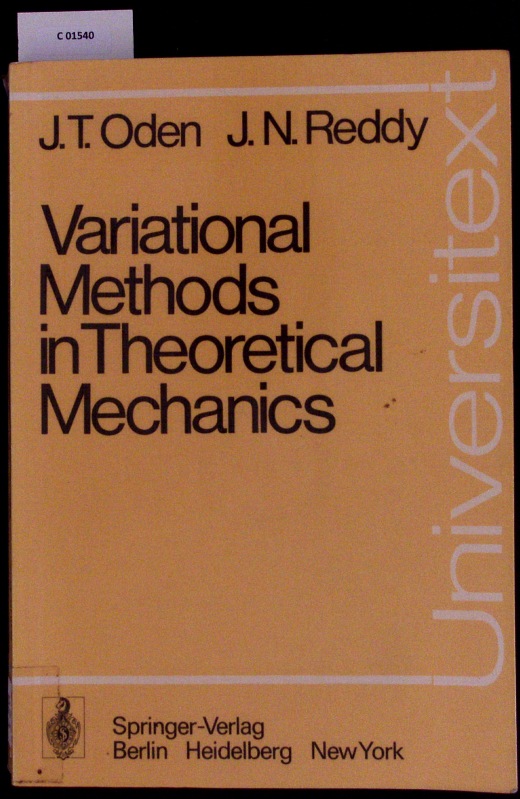 C 01540
J.T. Oden J.N. Reddy
Variational
Methods
in Theoretical
Mechanics
Universitext
Springer-Verlag
Berlin Heidelberg New York